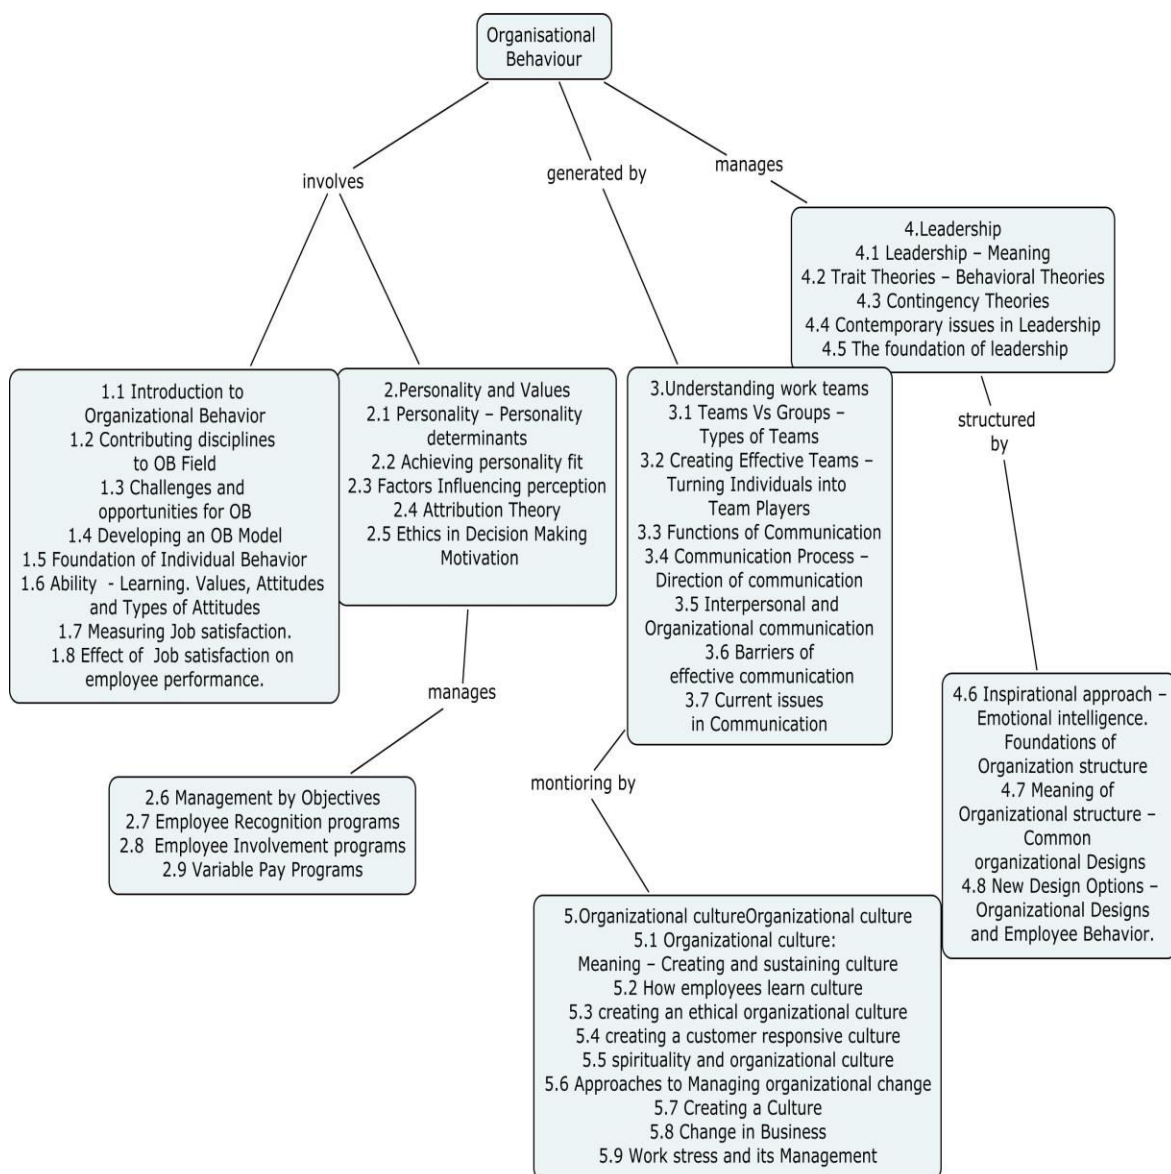 Organisational
Behaviour
involves
generated by
manages
4.Leadership
4.1 Leadership – Meaning
4.2 Trait Theories – Behavioral Theories
4.3 Contingency Theories
4.4 Contemporary issues in Leadership
4.5 The foundation of leadership
1.1 Introduction to
Organizational Behavior
1.2 Contributing disciplines
to OB Field
1.3 Challenges and
opportunities for OB
1.4 Developing an OB Model
1.5 Foundation of Individual Behavior
1.6 Ability  - Learning. Values, Attitudes
and Types of Attitudes
1.7 Measuring Job satisfaction.
1.8 Effect of  Job satisfaction on
employee performance.
2.Personality and Values
2.1 Personality – Personality
determinants
2.2 Achieving personality fit
2.3 Factors Influencing perception
2.4 Attribution Theory
2.5 Ethics in Decision Making
Motivation
3.Understanding work teams
3.1 Teams Vs Groups –
Types of Teams
3.2 Creating Effective Teams –
Turning Individuals into
Team Players
3.3 Functions of Communication
3.4 Communication Process –
Direction of communication
3.5 Interpersonal and
Organizational communication
3.6 Barriers of
effective communication
3.7 Current issues
in Communication
structured
by
manages
4.6 Inspirational approach –
Emotional intelligence.
Foundations of
Organization structure
4.7 Meaning of
Organizational structure –
Common
organizational Designs
4.8 New Design Options –
Organizational Designs
and Employee Behavior.
montioring by
2.6 Management by Objectives
2.7 Employee Recognition programs
2.8  Employee Involvement programs
2.9 Variable Pay Programs
5.Organizational cultureOrganizational culture
5.1 Organizational culture:
Meaning – Creating and sustaining culture
5.2 How employees learn culture
5.3 creating an ethical organizational culture
5.4 creating a customer responsive culture
5.5 spirituality and organizational culture
5.6 Approaches to Managing organizational change
5.7 Creating a Culture
5.8 Change in Business
5.9 Work stress and its Management